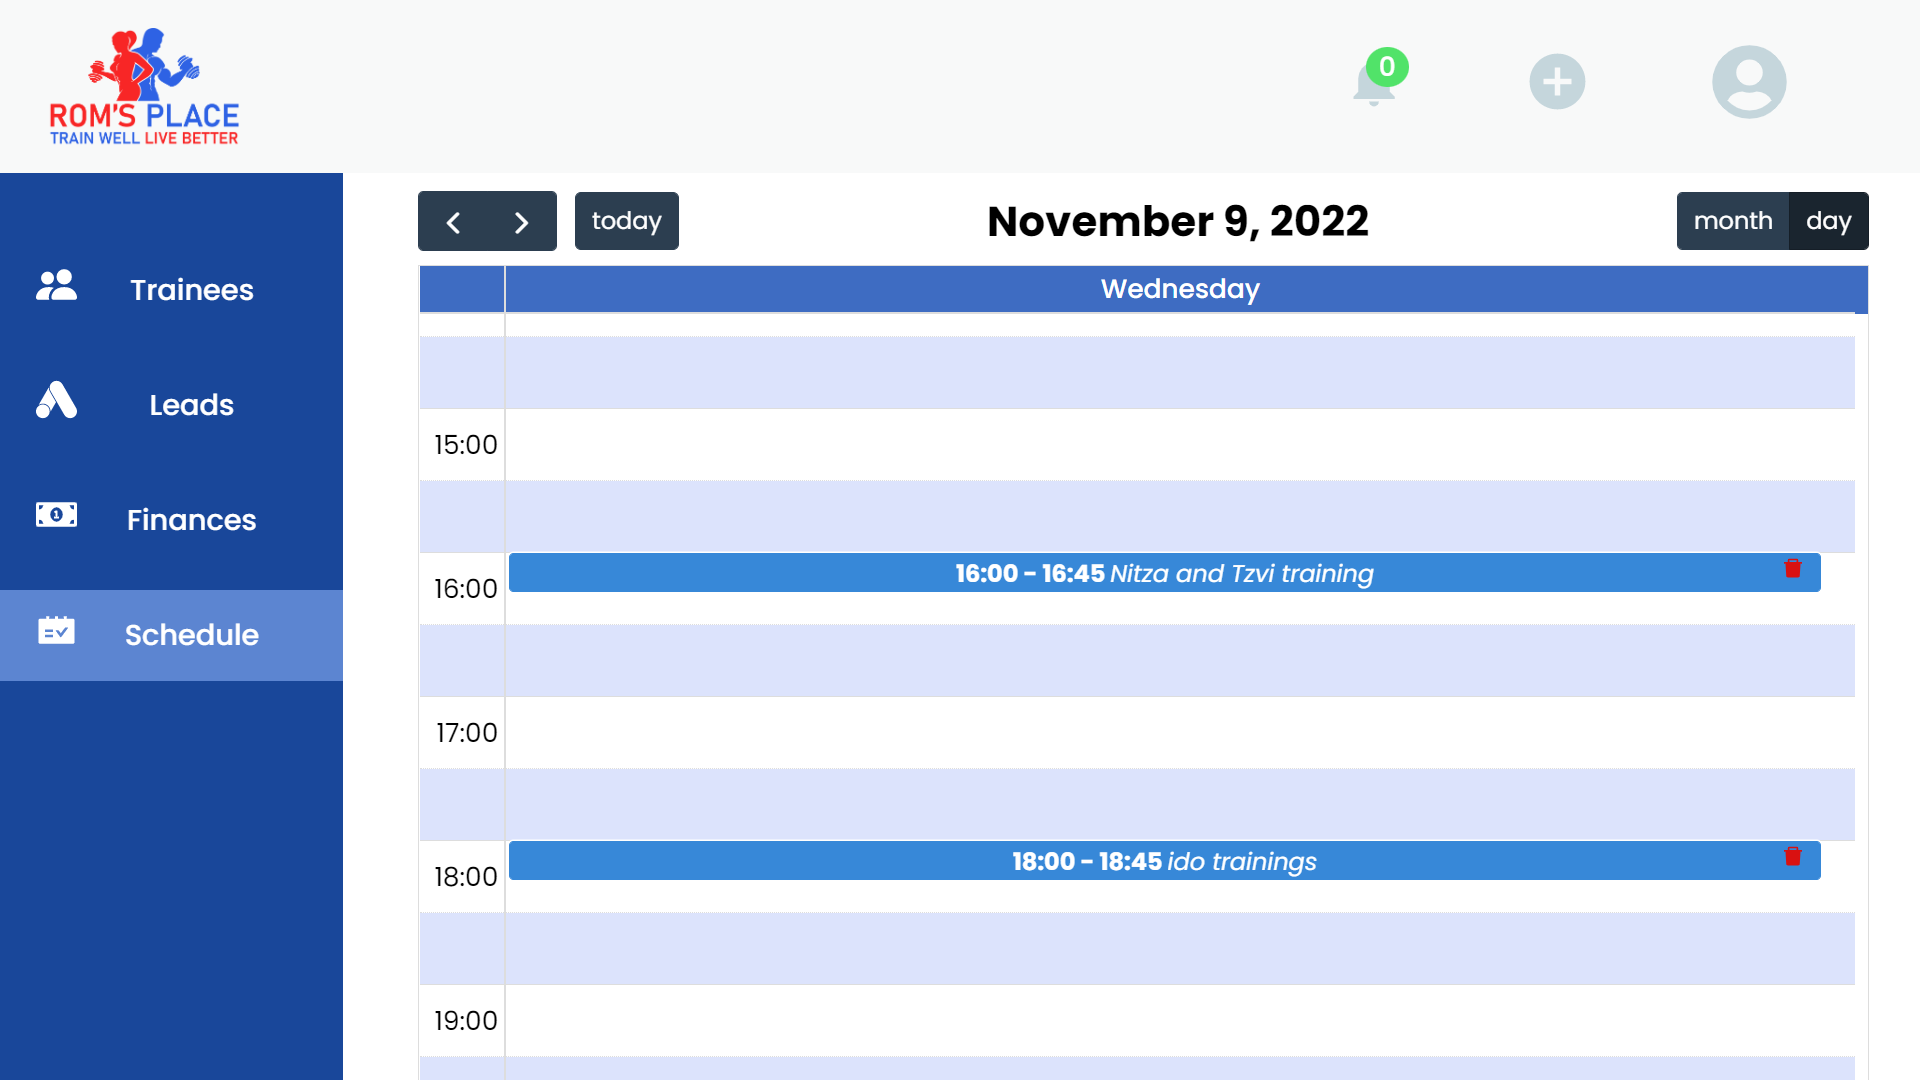 ROM'S PLACE
TRAIN WELL LIVE BETTER
0
today
November 9, 2022
month
day
Trainees
Leads
Finances
Schedule
Wednesday
15:00
16:00
16:00 - 16:45 Nitza and Tzvi training
17:00
18:00
18:00 - 18:45 ido trainings
19:00